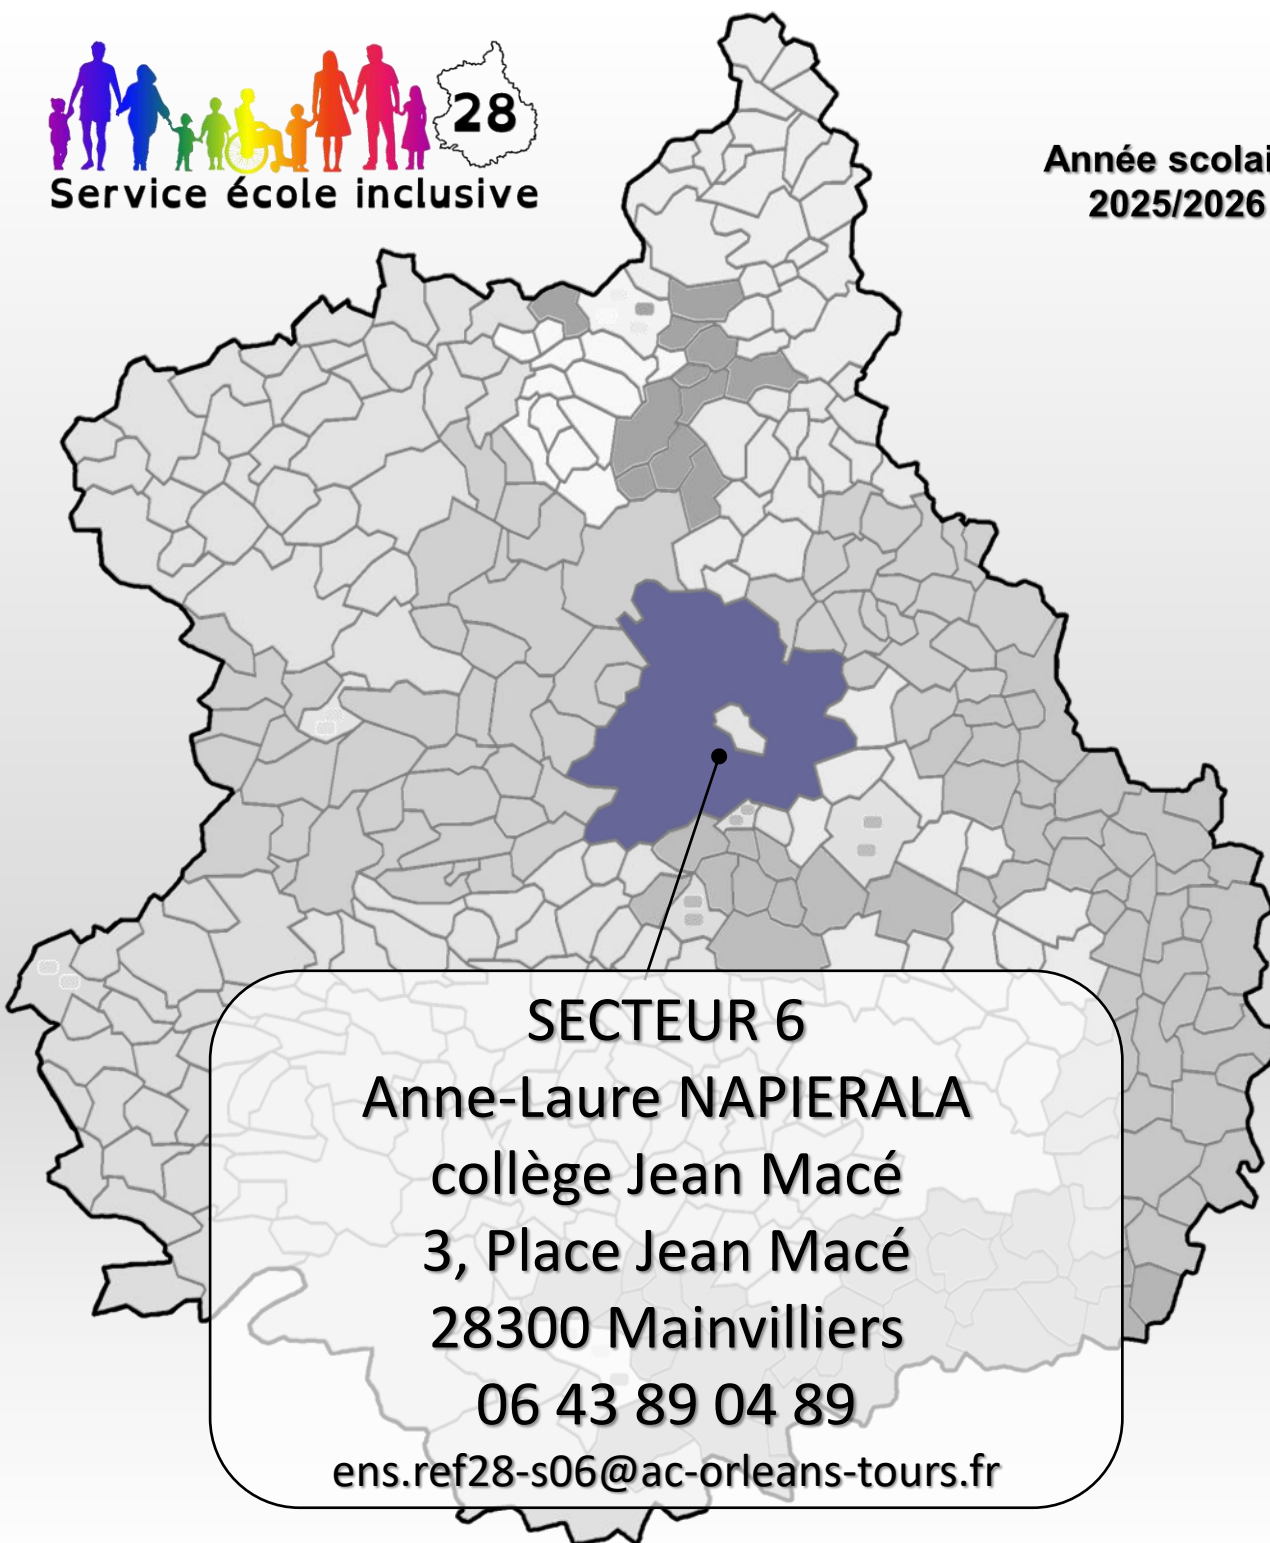 28
Service école inclusive
Année scolai
2025/2026
SECTEUR 6
Anne-Laure NAPIERALA
collège Jean Macé
3, Place Jean Macé
28300 Mainvilliers
06 43 89 04 89
ens.ref28-s06@ac-orleans-tours.fr